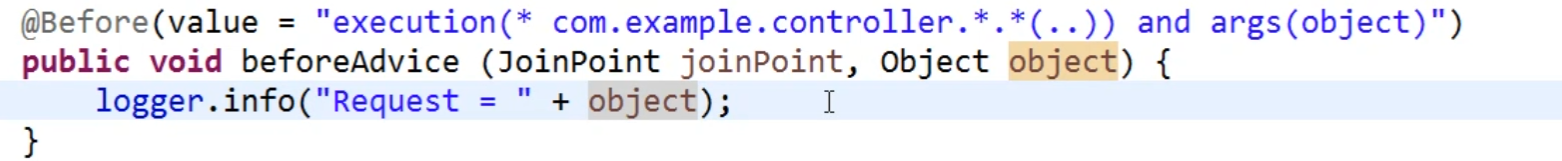 @Before(value = "execution(* com.example.controller.*.*(..)) and args(object)")
public void beforeAdvice (JoinPoint joinPoint, Object object) {
    logger.info("Request = " + object);
}